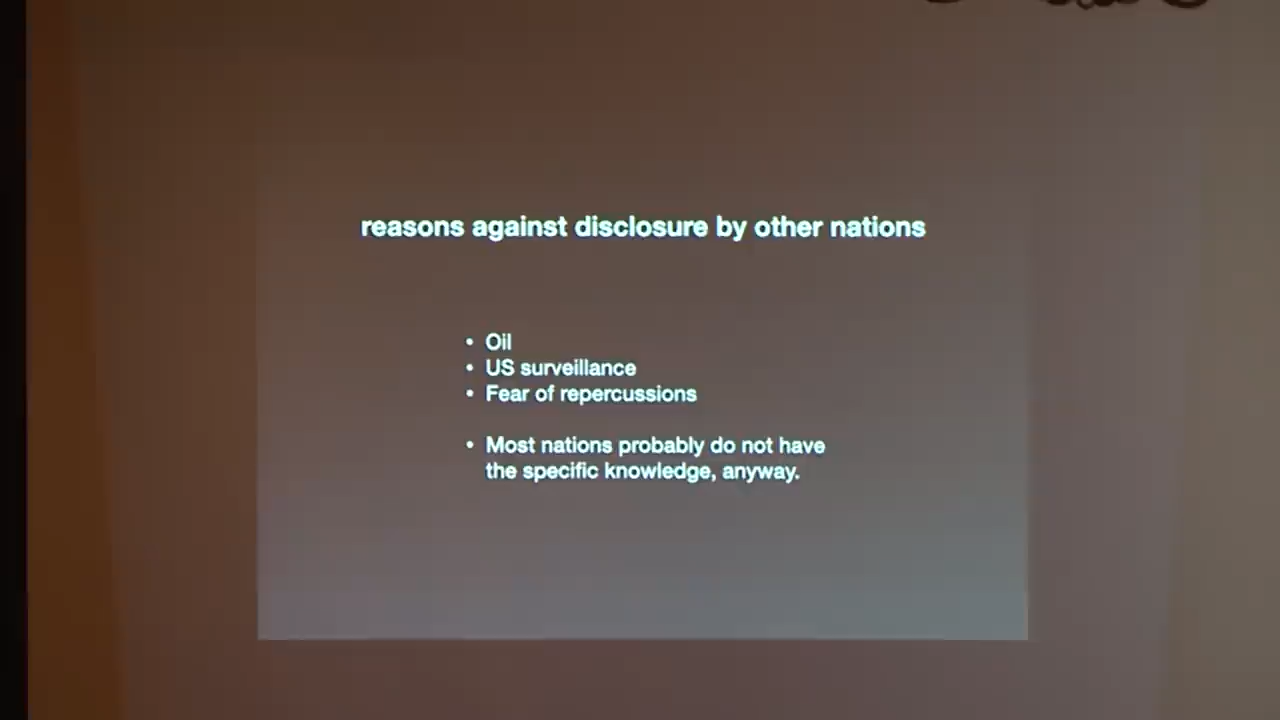 reasons against disclosure by other nations
• Oil
• US surveillance
• Fear of repercussions
• Most nations probably do not have
the specific knowledge, anyway.